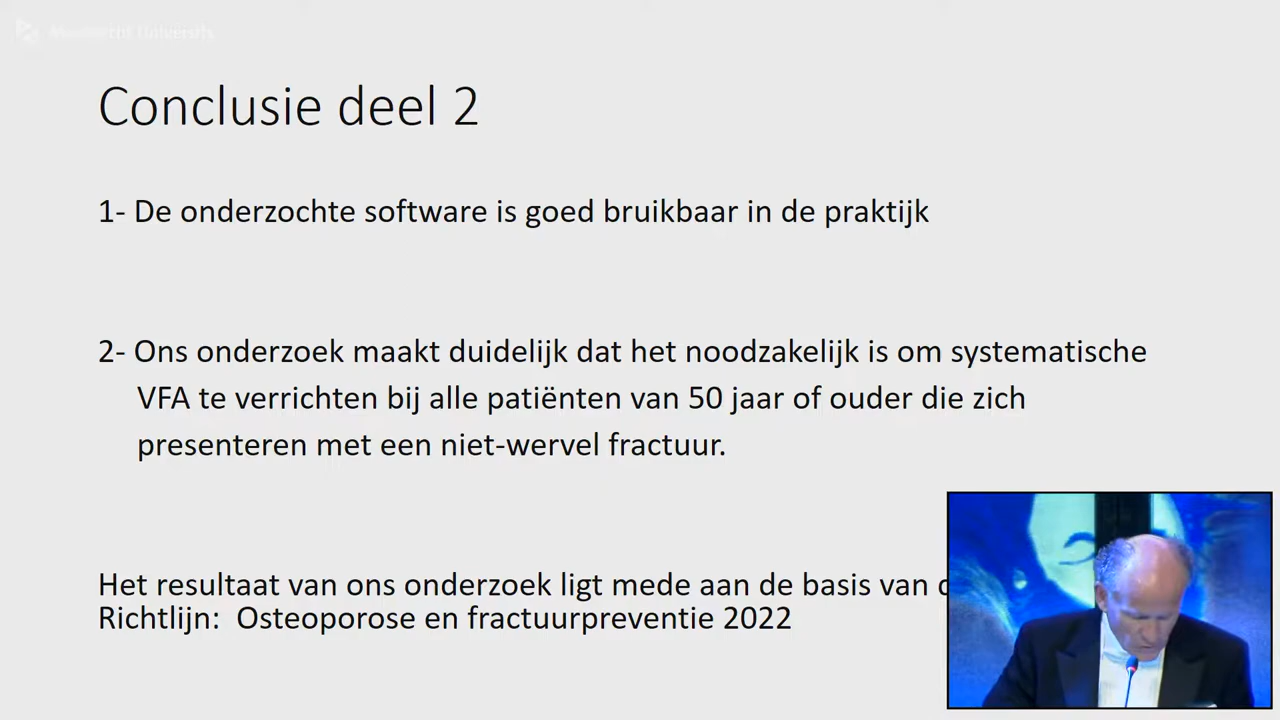 Maastricht University
Conclusie deel 2
1- De onderzochte software is goed bruikbaar in de praktijk
2- Ons onderzoek maakt duidelijk dat het noodzakelijk is om systematische
VFA te verrichten bij alle patiënten van 50 jaar of ouder die zich
presenteren met een niet-wervel fractuur.
Het resultaat van ons onderzoek ligt mede aan de basis van
Richtlijn: Osteoporose en fractuurpreventie 2022